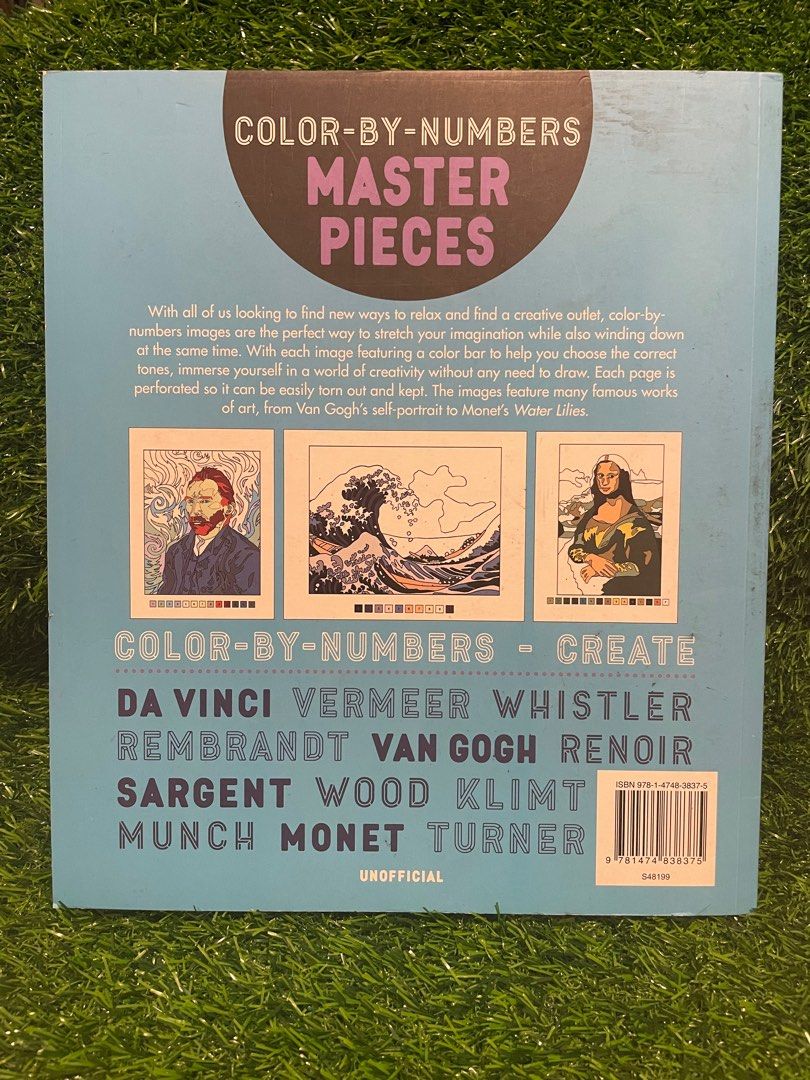 COLOR-BY-NUMBERS
MASTER
PIECES
With all of us looking to find new ways to relax and find a creative outlet, color-by-
numbers images are the perfect way to stretch your imagination while also winding down
at the same time. With each image featuring a color bar to help you choose the correct
tones, immerse yourself in a world of creativity without any need to draw. Each page is
perforated so it can be easily torn out and kept. The images feature many famous works
of art, from Van Gogh's self-portrait to Monet's Water Lilies.
COLOR-BY-NUMBERS - CREATE
DA VINCI VERMEER WHISTLER
REMBRANDT VAN GOGH RENOIR
SARGENT WOOD KLIMT
MUNCH MONET TURNER
UNOFFICIAL
ISBN 978-1-4748-3837-5
9 781474 838375
S48199